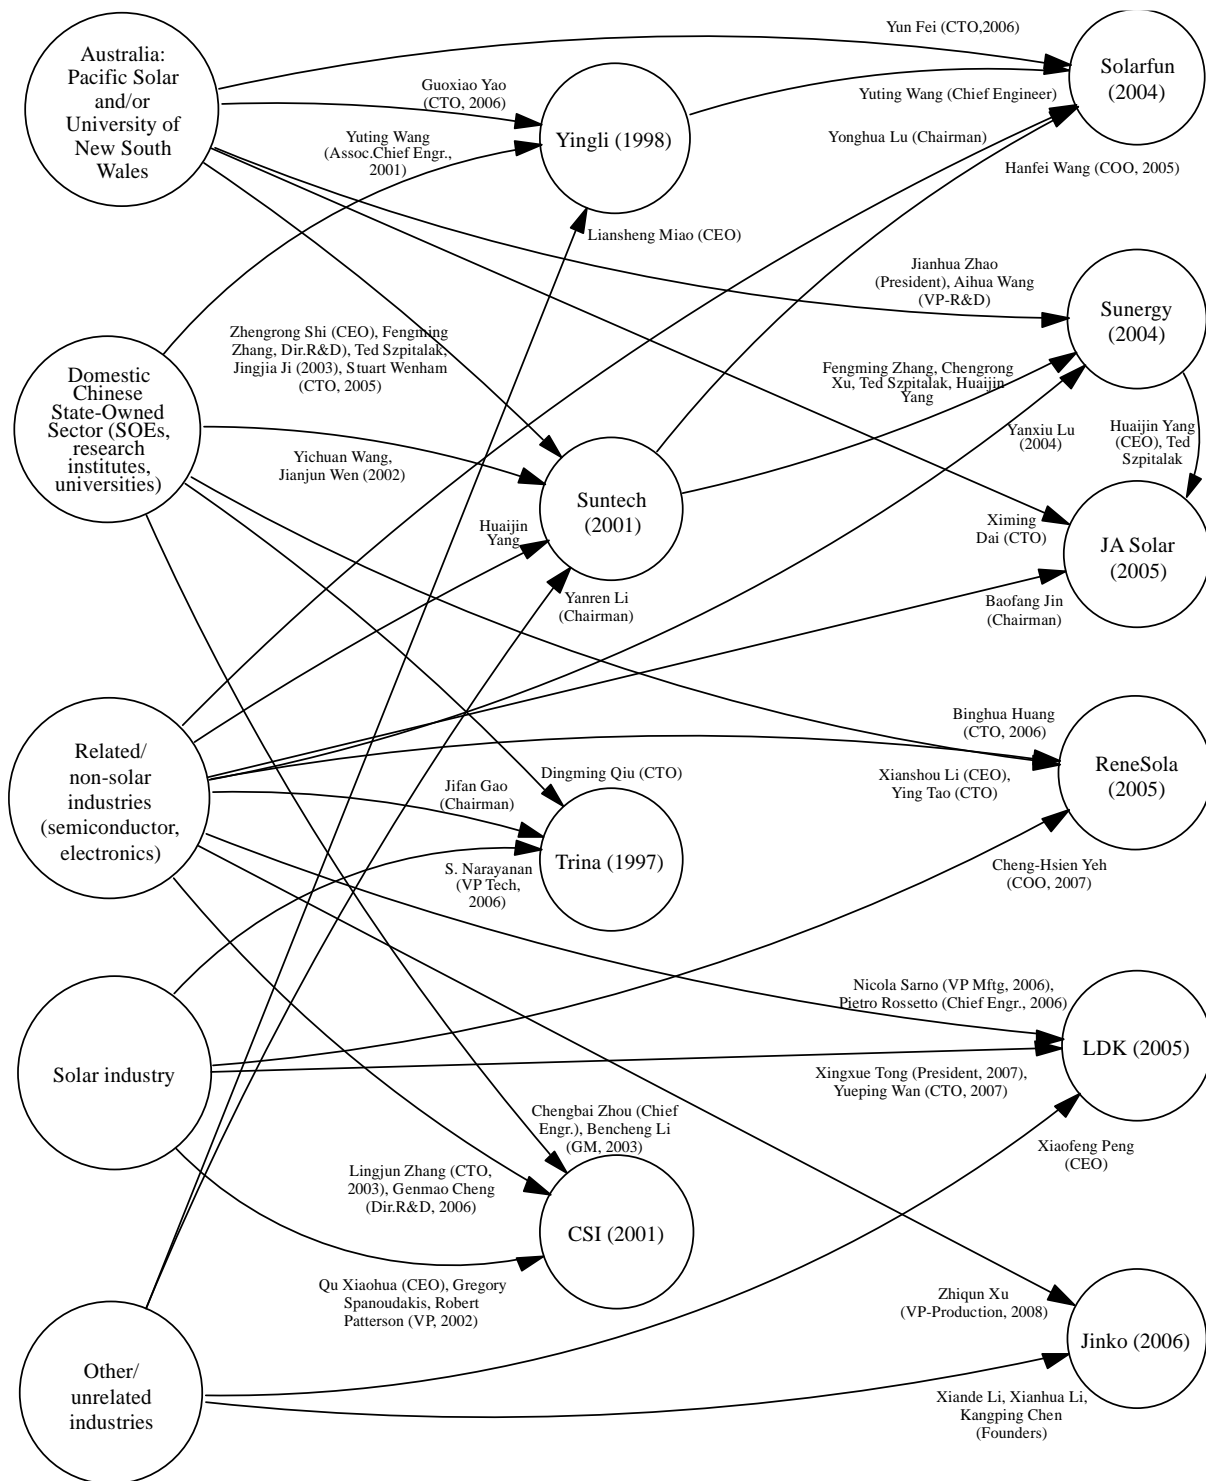 Yun Fei (CTO,2006)
Australia:
Pacific Solar
and/or
University of
New South
Wales
Solarfun
(2004)
Guoxiao Yao
(CTO, 2006)
Yuting Wang (Chief Engineer)
Yuting Wang
(Assoc.Chief Engr.,
2001)
Yingli (1998)
Yonghua Lu (Chairman)
Hanfei Wang (COO, 2005)
Liansheng Miao (CEO)
Jianhua Zhao
(President), Aihua Wang
(VP-R&D)
Sunergy
(2004)
Zhengrong Shi (CEO), Fengming
Zhang, Dir.R&D), Ted Szpitalak,
Jingjia Ji (2003), Stuart Wenham
(CTO, 2005)
Domestic
Chinese
State-Owned
Sector (SOEs,
research
institutes,
universities)
Fengming Zhang, Chengrong
Xu, Ted Szpitalak, Huaijin
Yang
Yanxiu Lu
(2004)
Huaijin Yang
(CEO), Ted
Szpitalak
Yichuan Wang,
Jianjun Wen (2002)
Suntech
(2001)
Huaijin
Yang
Ximing
Dai (CTO)
JA Solar
(2005)
Yanren Li
(Chairman)
Baofang Jin
(Chairman)
Related/
non-solar
industries
(semiconductor,
electronics)
Binghua Huang
(CTO, 2006)
ReneSola
(2005)
Dingming Qiu (CTO)
Jifan Gao
(Chairman)
Xianshou Li (CEO),
Ying Tao (CTO)
S. Narayanan
(VP Tech,
2006)
Trina (1997)
Cheng-Hsien Yeh
(COO, 2007)
Nicola Sarno (VP Mftg, 2006),
Pietro Rossetto (Chief Engr., 2006)
Solar industry
LDK (2005)
Xingxue Tong (President, 2007),
Yueping Wan (CTO, 2007)
Chengbai Zhou (Chief
Engr.), Bencheng Li
(GM, 2003)
Xiaofeng Peng
(CEO)
Lingjun Zhang (CTO,
2003), Genmao Cheng
(Dir.R&D, 2006)
CSI (2001)
Qu Xiaohua (CEO), Gregory
Spanoudakis, Robert
Patterson (VP, 2002)
Zhiqun Xu
(VP-Production, 2008)
Jinko (2006)
Other/
unrelated
industries
Xiande Li, Xianhua Li,
Kangping Chen
(Founders)